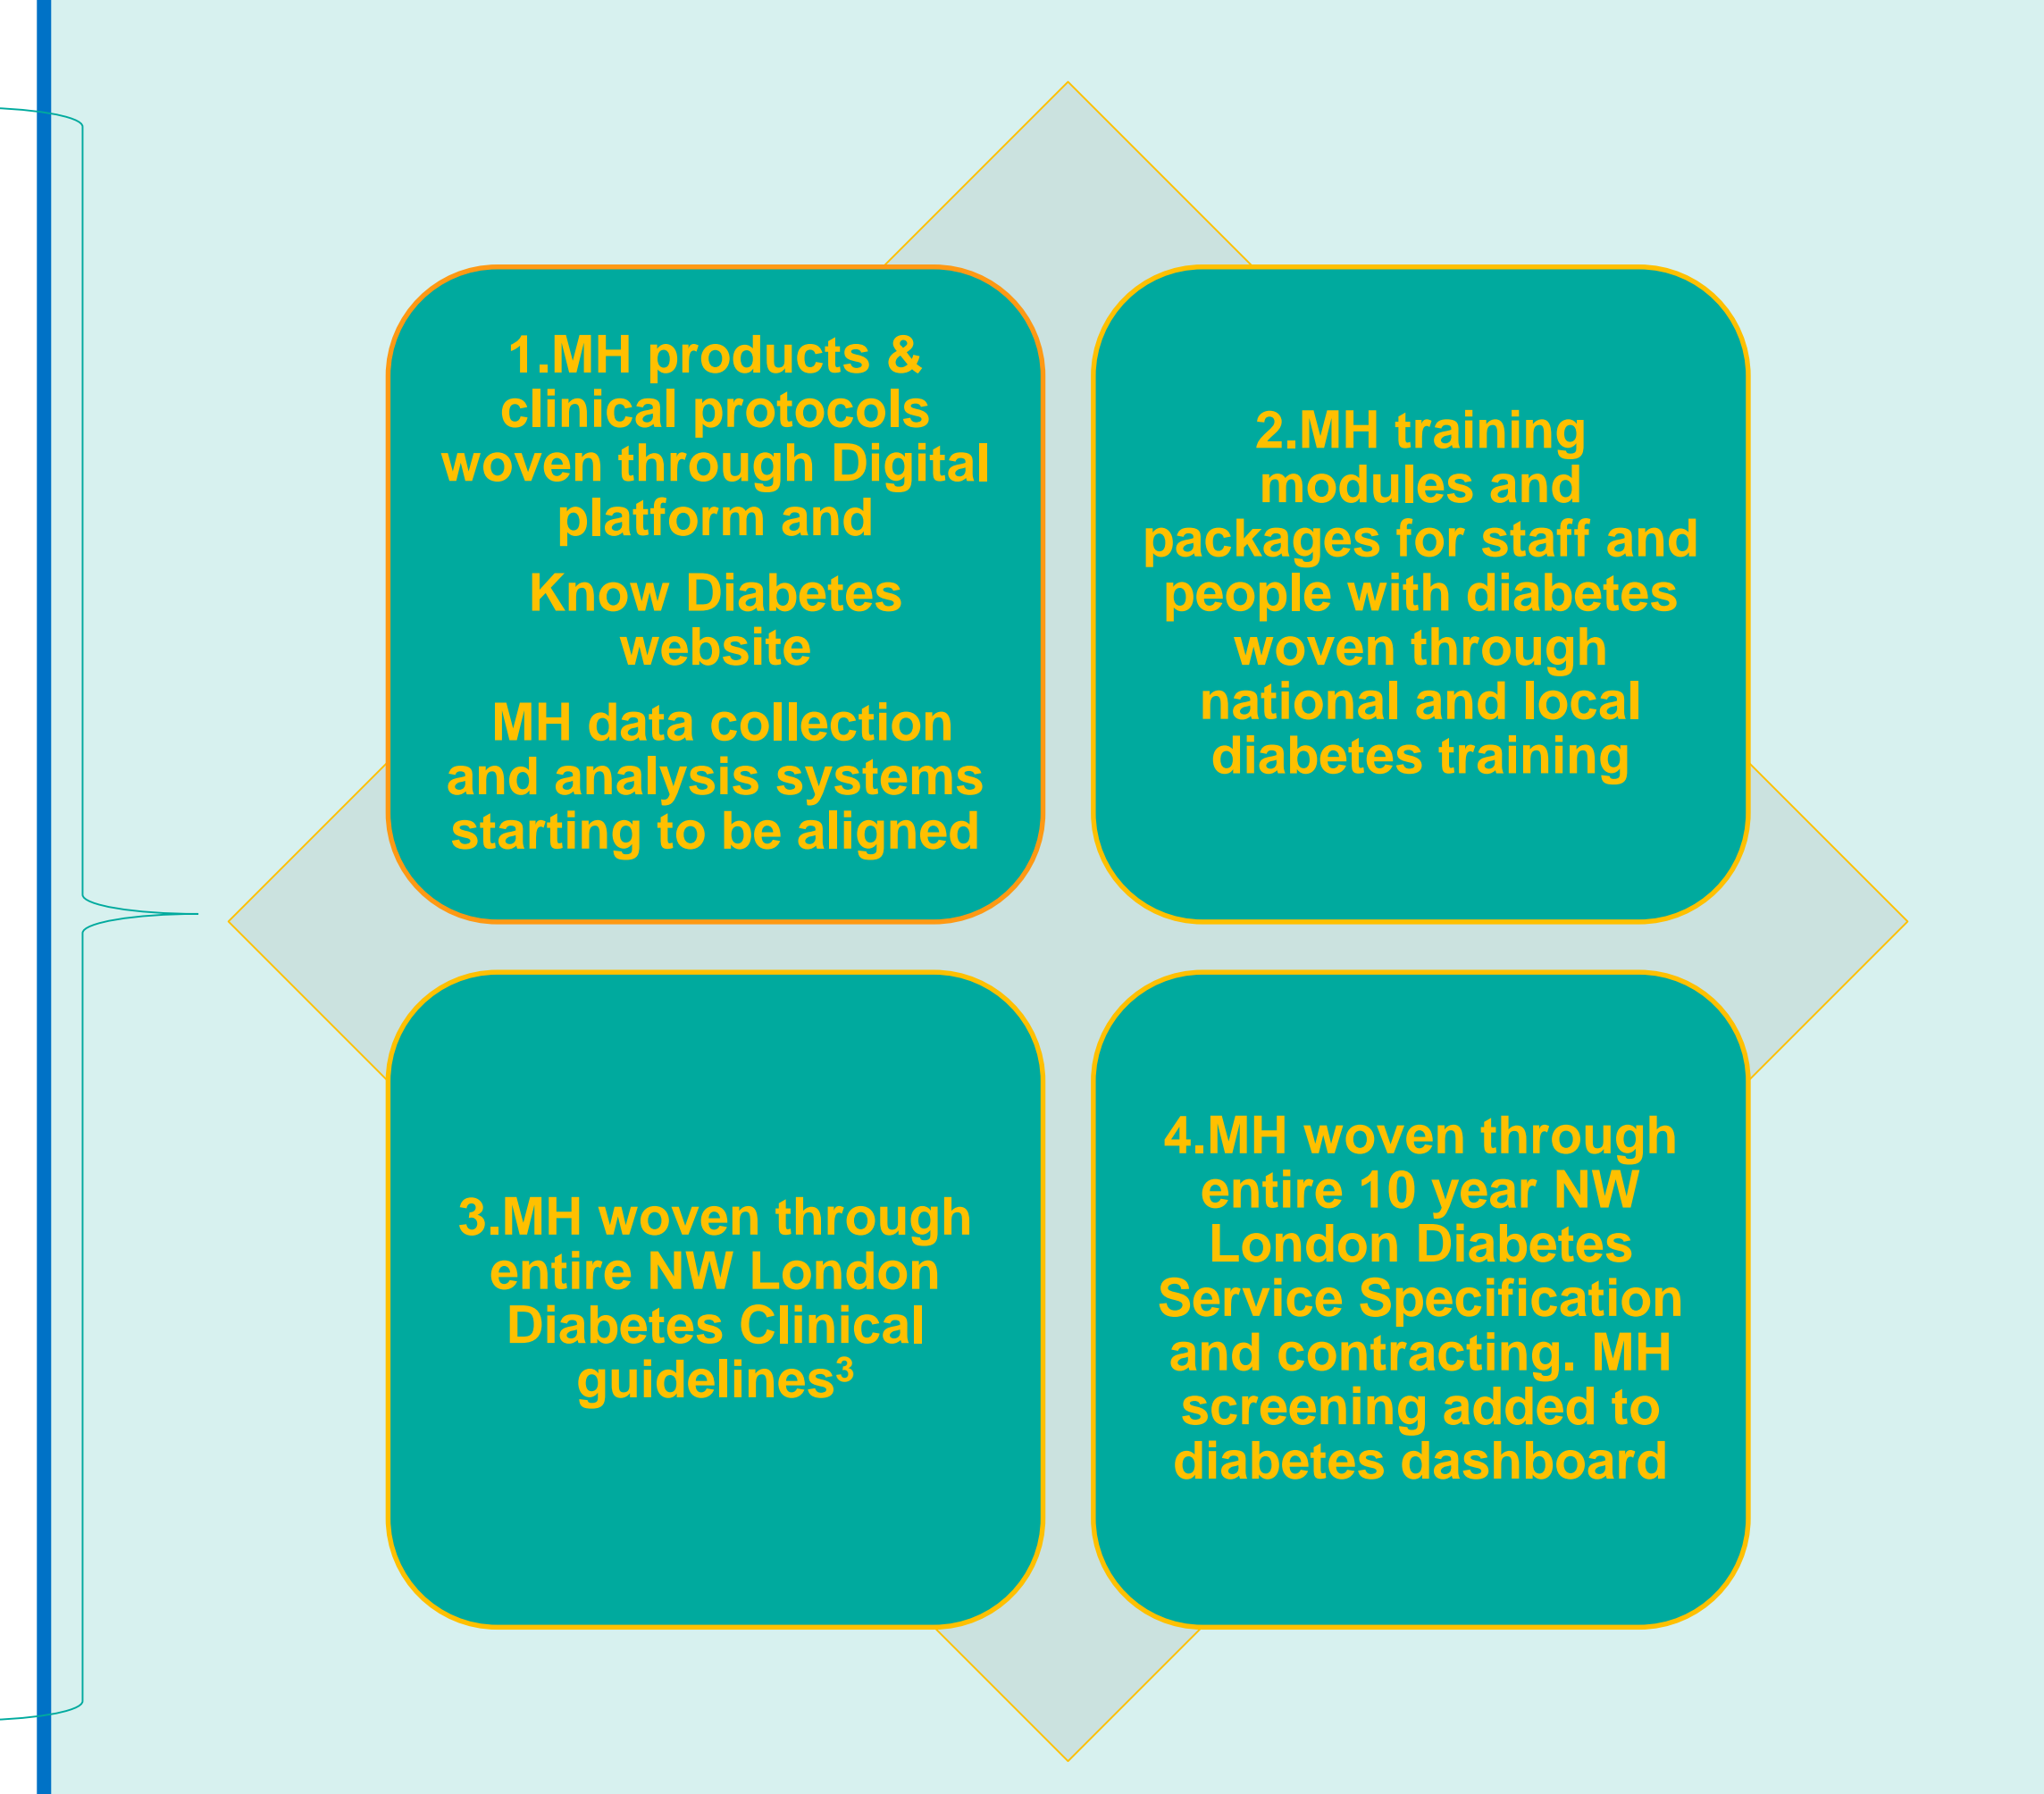 1.MH products &
clinical protocols
woven through Digital
platform and
Know Diabetes
website
MH data collection
and analysis systems
starting to be aligned
2.MH training
modules and
packages for staff and
people with diabetes
woven through
national and local
diabetes training
3.MH woven through
entire NW London
Diabetes Clinical
guidelines³
4.MH woven through
entire 10 year NW
London Diabetes
Service Specification
and contracting. MH
screening added to
diabetes dashboard